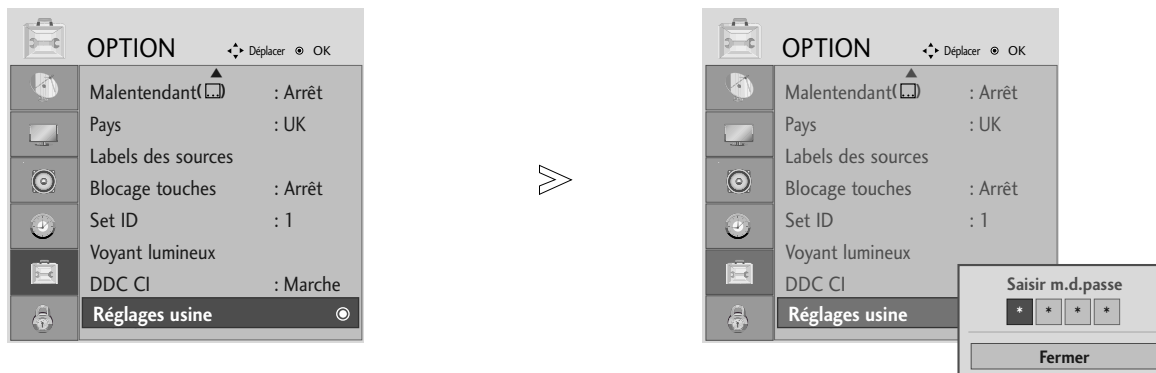 OPTION Déplacer OK
Malentendant( ) : Arrêt
Pays : UK
Labels des sources
Blocage touches : Arrêt
Set ID : 1
Voyant lumineux
DDC CI : Marche
Réglages usine
OPTION Déplacer OK
Malentendant( ) : Arrêt
Pays : UK
Labels des sources
Blocage touches : Arrêt
Set ID : 1
Voyant lumineux
DDC CI
Réglages usine
Saisir m.d.passe
* * * *
Fermer